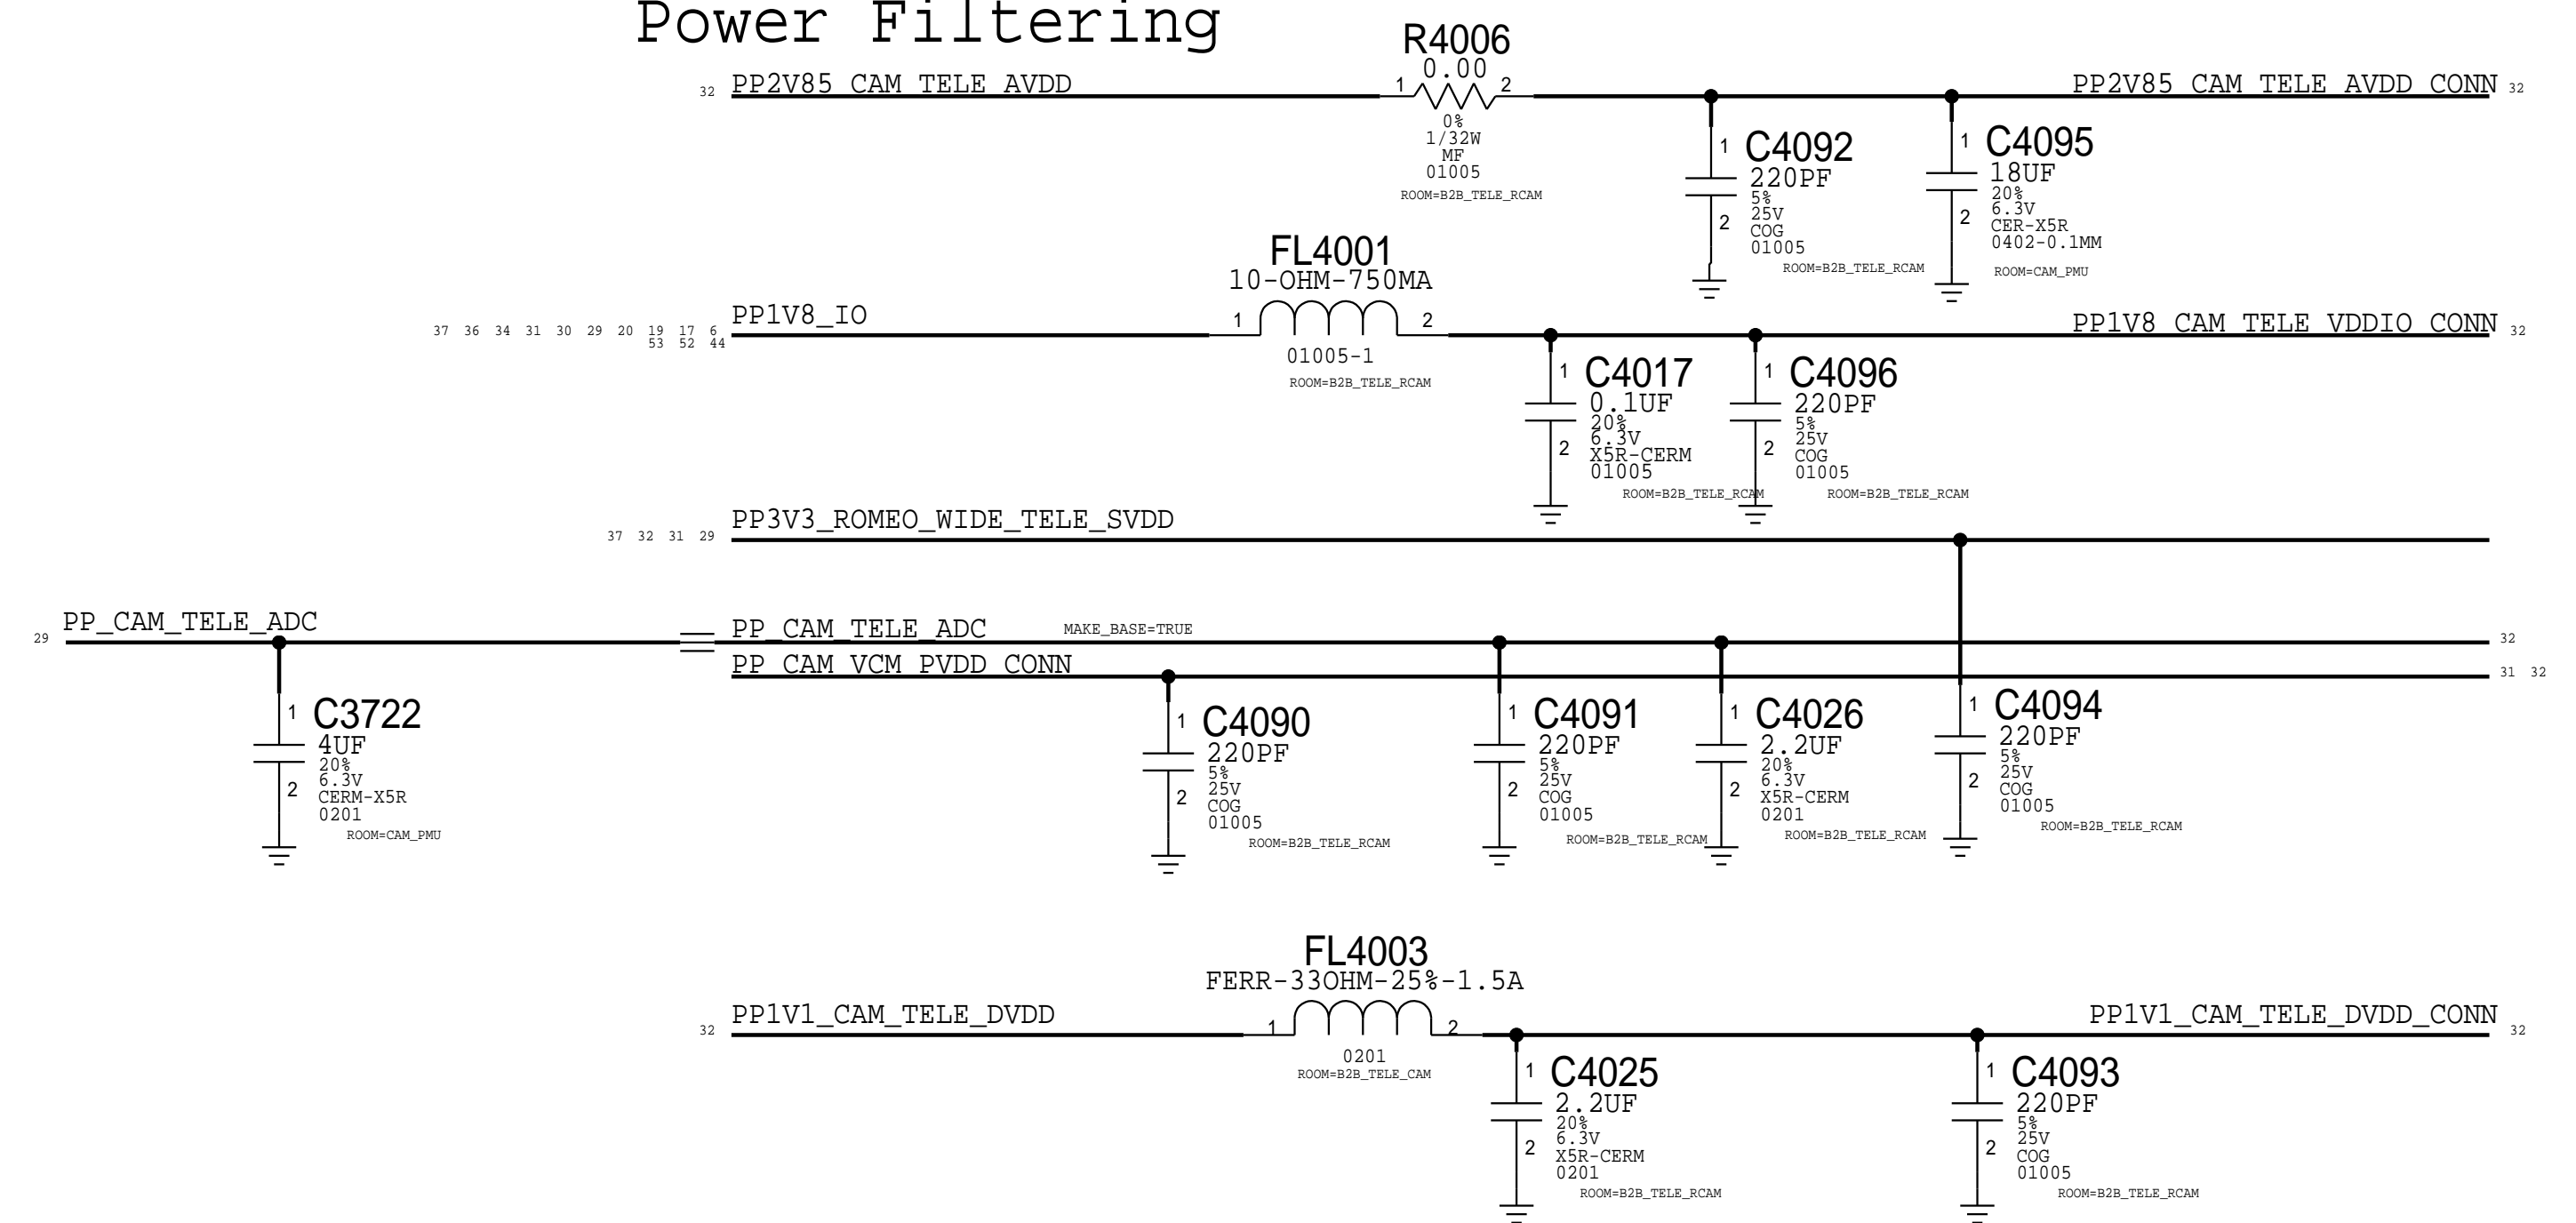 Power Filtering
R4006
0.00
32 PP2V85_CAM_TELE_AVDD 1 2 PP2V85_CAM_TELE_AVDD_CONN 32
0%
1/32W
MF
01005
ROOM=B2B_TELE_RCAM
1 C4092
220PF
5%
25V
2
COG
01005
ROOM=B2B_TELE_RCAM
1 C4095
18UF
20%
6.3V
2
CER-X5R
0402-0.1MM
ROOM=CAM_PMU
FL4001
10-OHM-750MA
37 36 34 31 30 29 20 19 17 6
53 52 44
PP1V8_IO 1 2 PP1V8_CAM_TELE_VDDIO_CONN 32
01005-1
ROOM=B2B_TELE_RCAM
1 C4017
0.1UF
20%
6.3V
2
X5R-CERM
01005
ROOM=B2B_TELE_RCAM
1 C4096
220PF
5%
25V
2
COG
01005
ROOM=B2B_TELE_RCAM
37 32 31 29 PP3V3_ROMEO_WIDE_TELE_SVDD
29 PP_CAM_TELE_ADC PP_CAM_TELE_ADC MAKE_BASE=TRUE 32
PP_CAM_VCM_PVDD_CONN 31 32
1 C3722
4UF
20%
6.3V
2
CERM-X5R
0201
ROOM=CAM_PMU
1 C4090
220PF
5%
25V
2
COG
01005
ROOM=B2B_TELE_RCAM
1 C4091
220PF
5%
25V
2
COG
01005
ROOM=B2B_TELE_RCAM
1 C4026
2.2UF
20%
6.3V
2
X5R-CERM
0201
ROOM=B2B_TELE_RCAM
1 C4094
220PF
5%
25V
2
COG
01005
ROOM=B2B_TELE_RCAM
FL4003
FERR-33OHM-25%-1.5A
32 PP1V1_CAM_TELE_DVDD 1 2 PP1V1_CAM_TELE_DVDD_CONN 32
0201
ROOM=B2B_TELE_CAM
1 C4025
2.2UF
20%
6.3V
2
X5R-CERM
0201
ROOM=B2B_TELE_RCAM
1 C4093
220PF
5%
25V
2
COG
01005
ROOM=B2B_TELE_RCAM